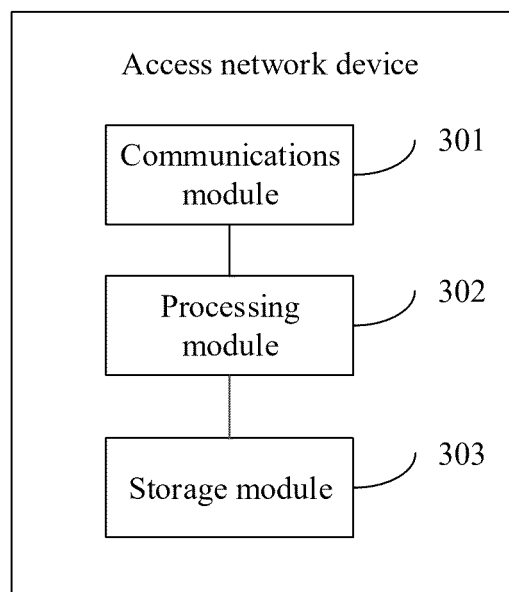 Access network device
Communications
module
301
Processing
module
302
Storage module
303